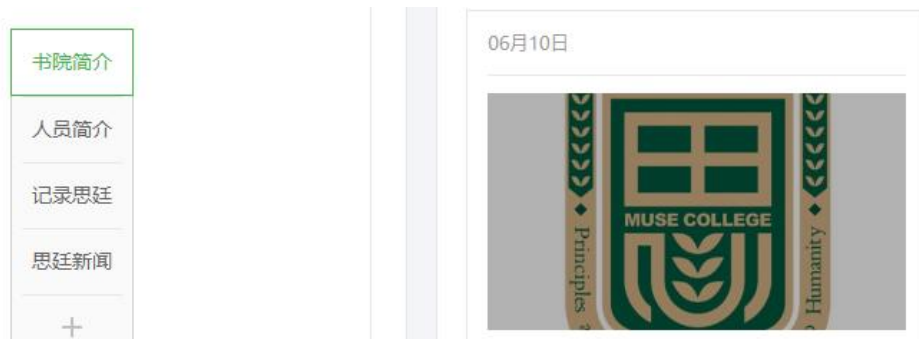 书院简介
人员简介
记录思廷
思廷新闻
+
06月10日
MUSE COLLEGE
Principles
Humanity